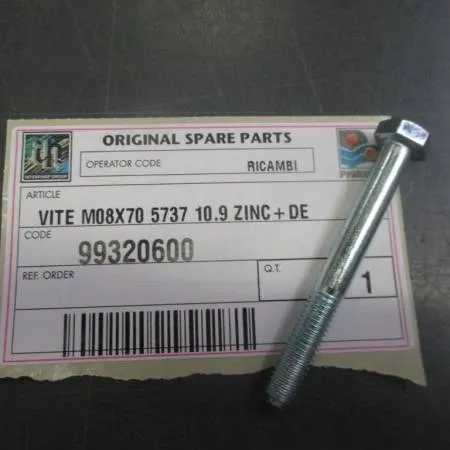 ORIGINAL SPARE PARTS
OPERATOR CODE
RICAMBI
ARTICLE
VITE M08X70 5737 10.9 ZINC+DE
CODE
99320600
REF. ORDER
Q.T.
1